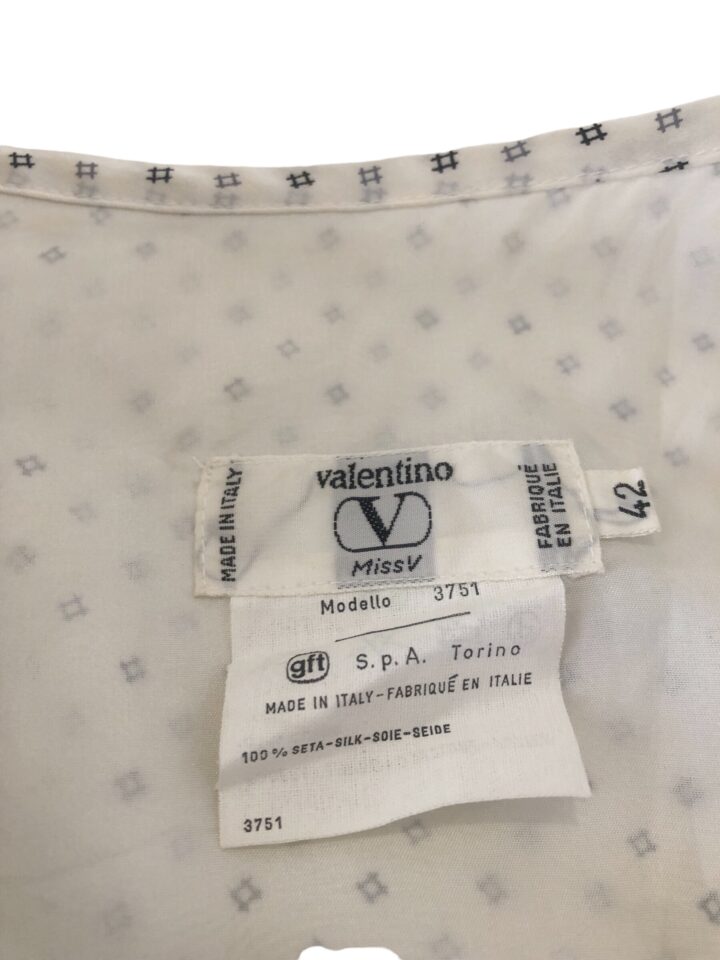 MADE IN ITALY
valentino
V
MissV
FABRIQUÉ
EN ITALIE
42
Modello 3751
gft S.p.A. Torino
MADE IN ITALY-FABRIQUÉ EN ITALIE
100% SETA-SILK-SOIE-SEIDE
3751